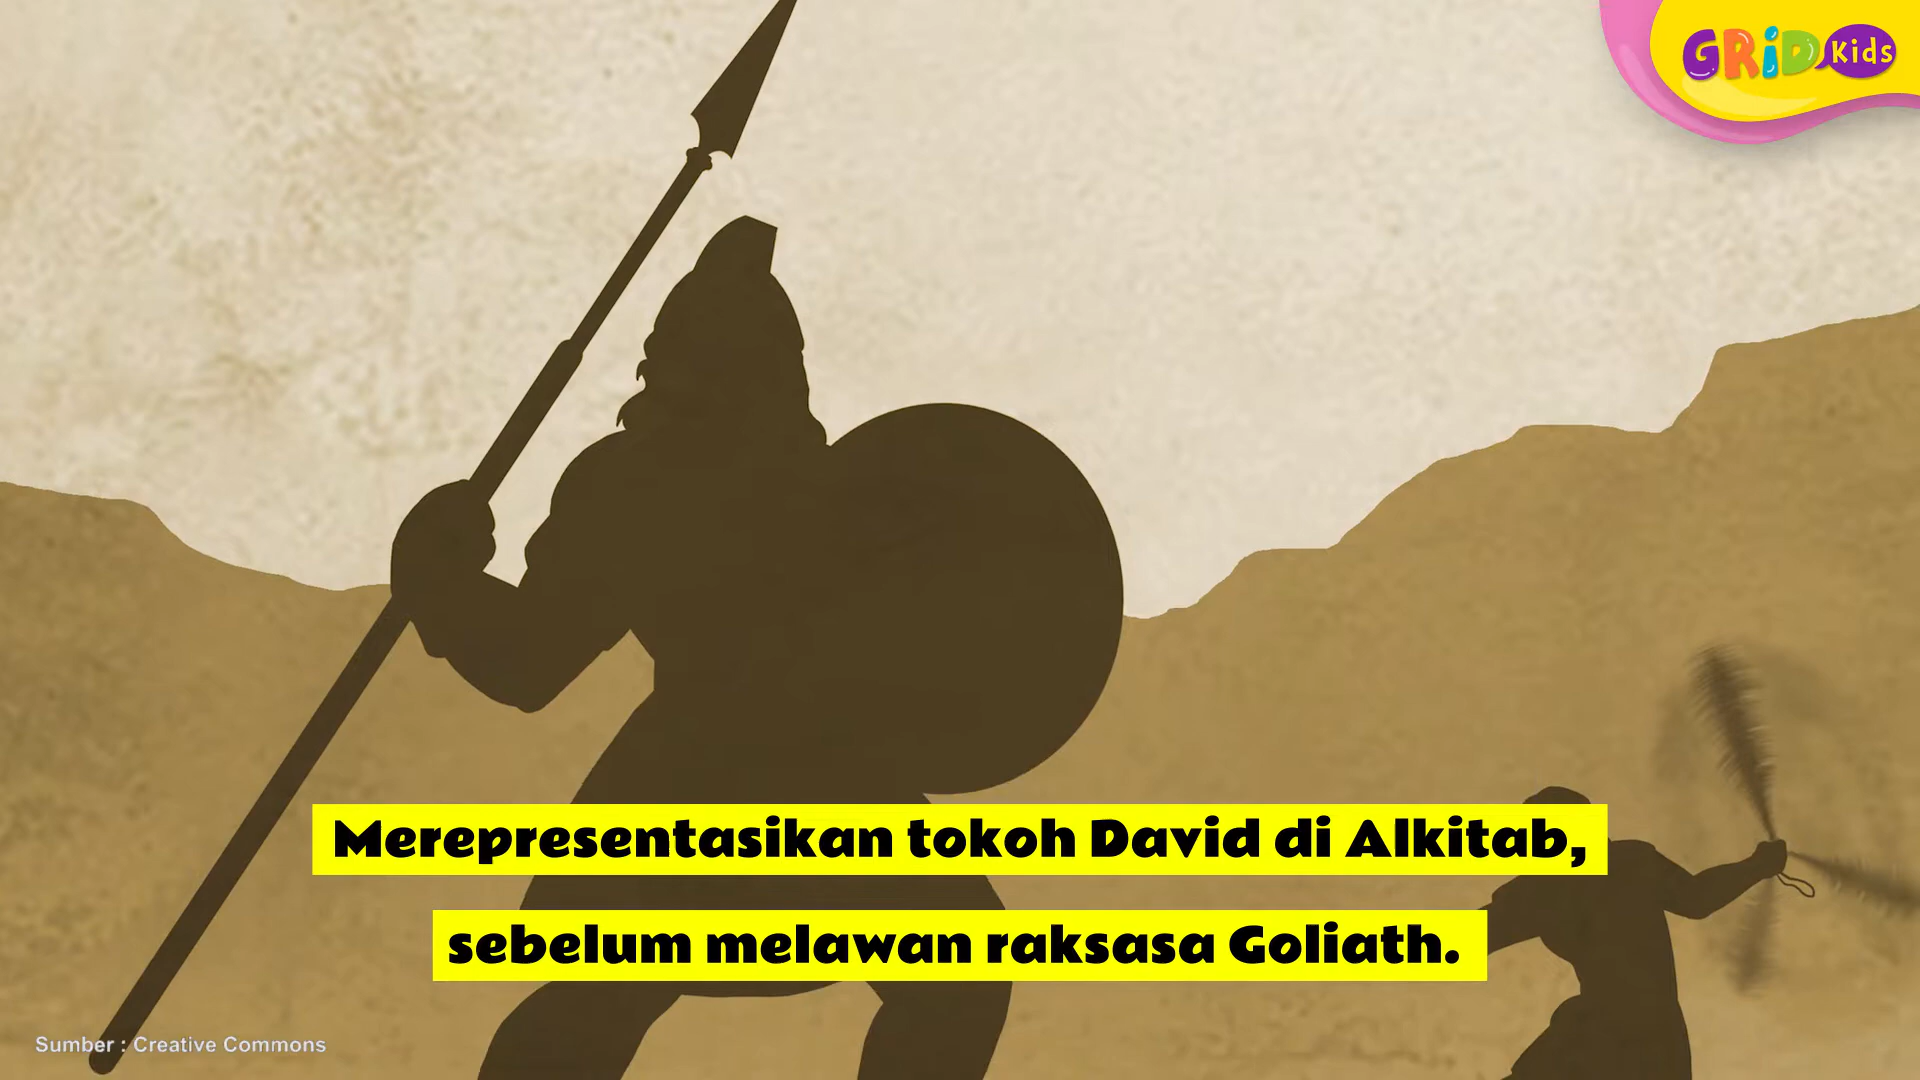 GRiD Kids
Merepresentasikan tokoh David di Alkitab,
sebelum melawan raksasa Goliath.
Sumber : Creative Commons